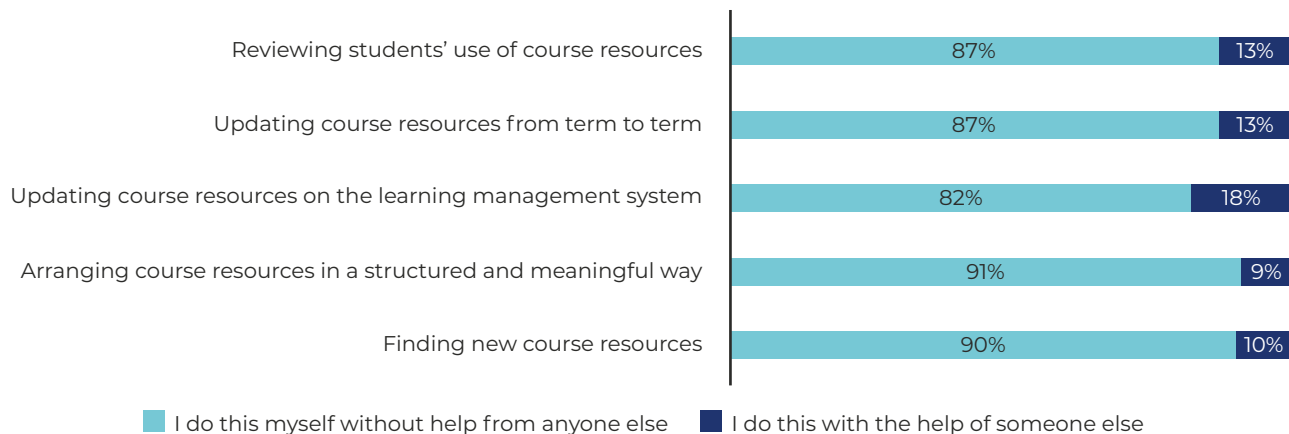 Reviewing students’ use of course resources 87% 13%
Updating course resources from term to term 87% 13%
Updating course resources on the learning management system 82% 18%
Arranging course resources in a structured and meaningful way 91% 9%
Finding new course resources 90% 10%
I do this myself without help from anyone else I do this with the help of someone else